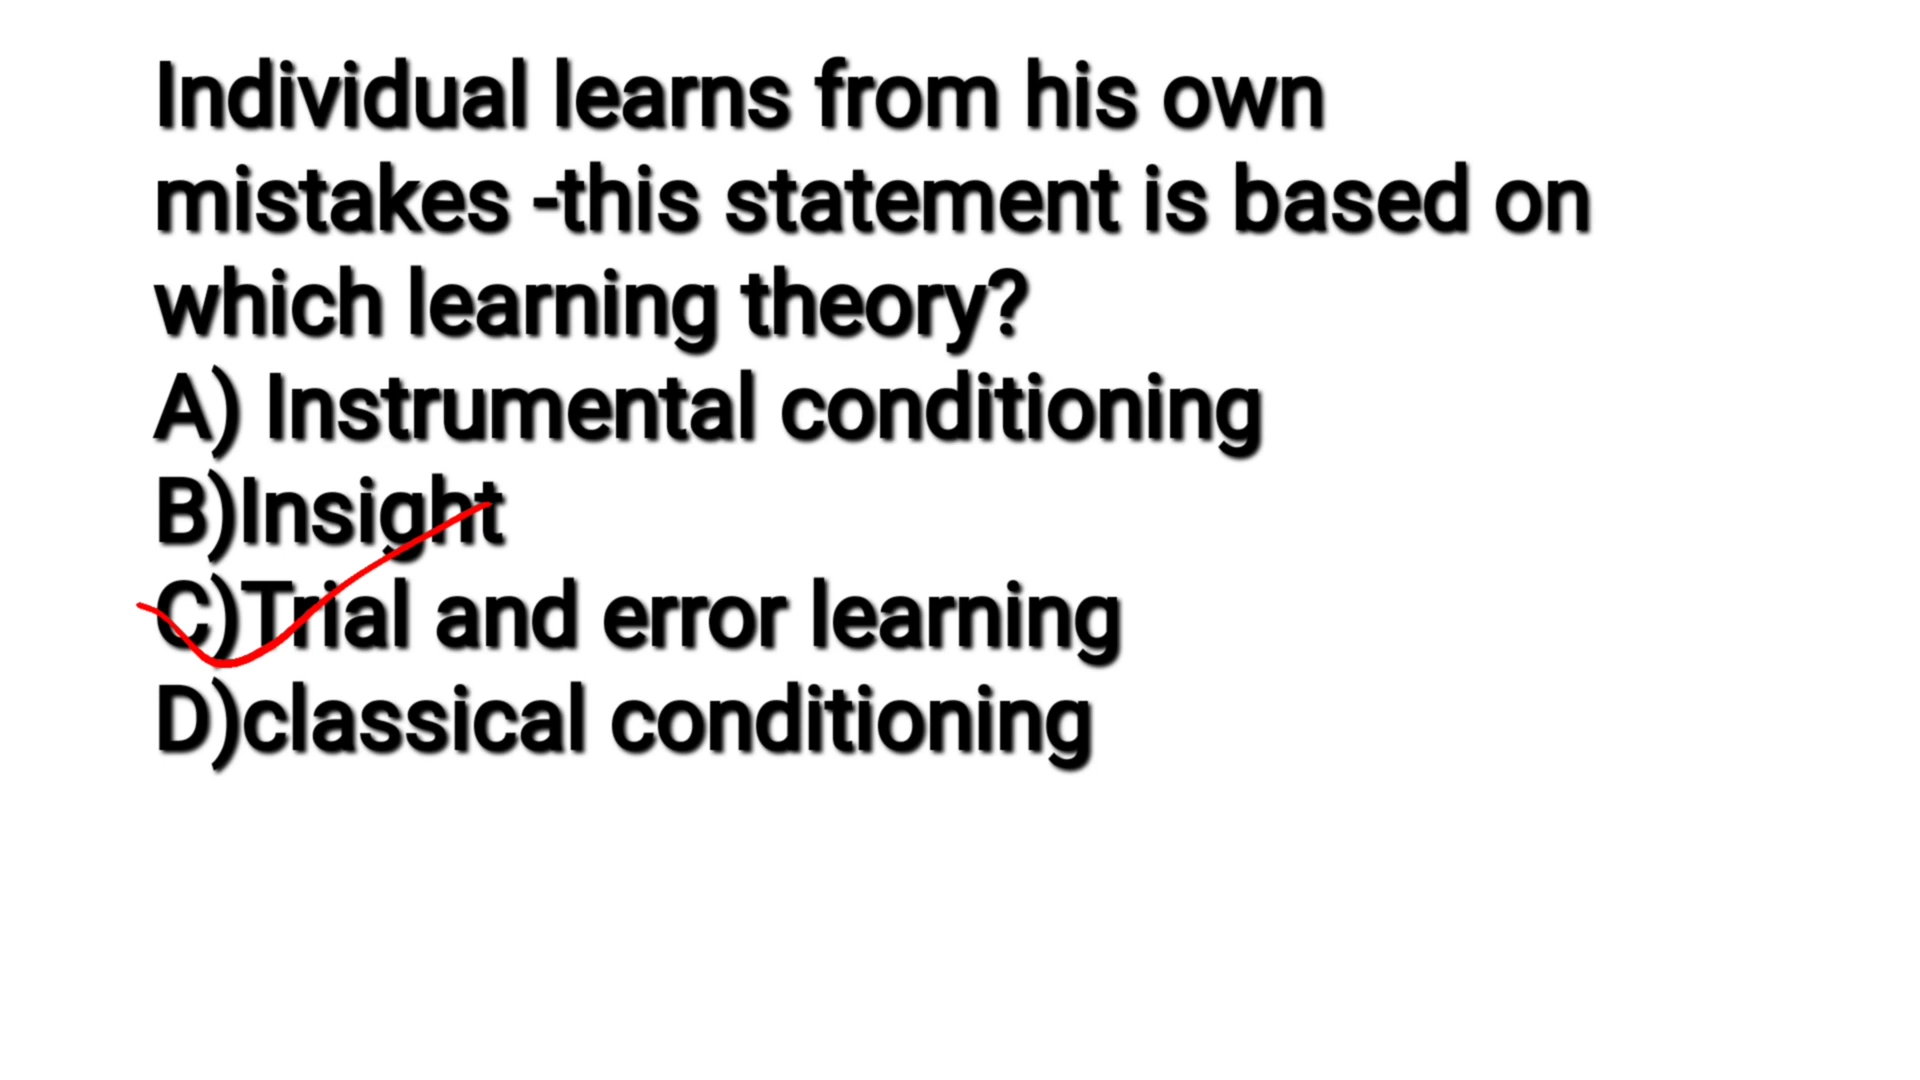 Individual learns from his own
mistakes -this statement is based on
which learning theory?
A) Instrumental conditioning
B)Insight
C)Trial and error learning
D)classical conditioning